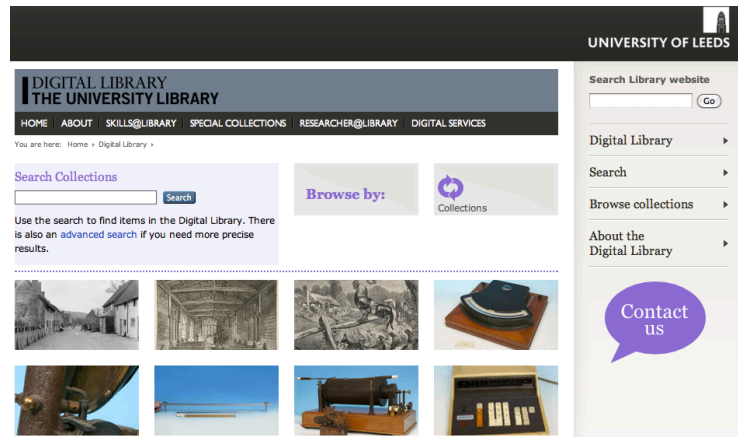 UNIVERSITY OF LEEDS
DIGITAL LIBRARY
THE UNIVERSITY LIBRARY
HOME ABOUT SKILLS@LIBRARY SPECIAL COLLECTIONS RESEARCHER@LIBRARY DIGITAL SERVICES
You are here: Home › Digital Library ›
Search Collections
Search
Use the search to find items in the Digital Library. There
is also an advanced search if you need more precise
results.
Browse by:
Collections
Search Library website
Go
Digital Library
Search
Browse collections
About the
Digital Library
Contact
us